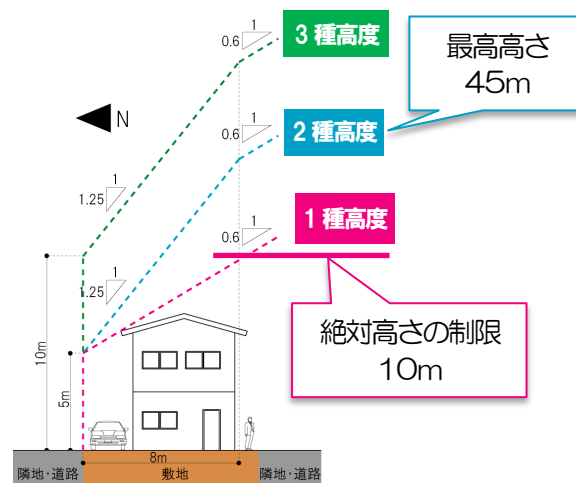 1
0.6
3種高度
最高高さ
45m
N
1
0.6
2種高度
1
1.25
1
0.6
1種高度
1
1.25
絶対高さの制限
10m
10m
5m
8m
隣地・道路
敷地
隣地・道路